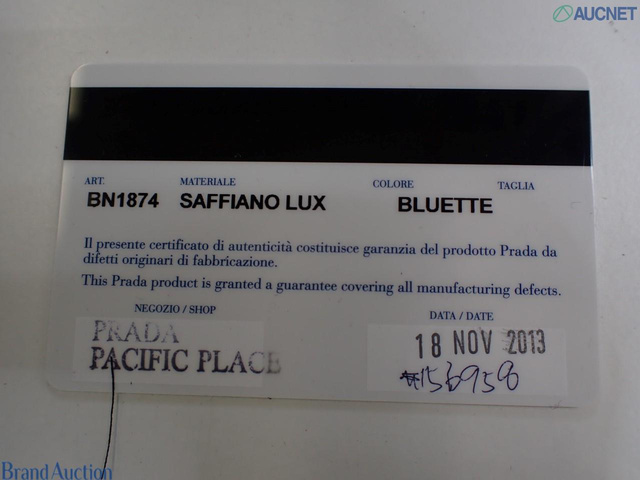 AUCNET
ART. MATERIALE COLORE TAGLIA
BN1874 SAFFIANO LUX BLUETTE
Il presente certificato di autenticità costituisce garanzia del prodotto Prada da
difetti originari di fabbricazione.
This Prada product is granted a guarantee covering all manufacturing defects.
NEGOZIO / SHOP DATA / DATE
PRADA
PACIFIC PLACE
18 NOV 2013
Brand Auction